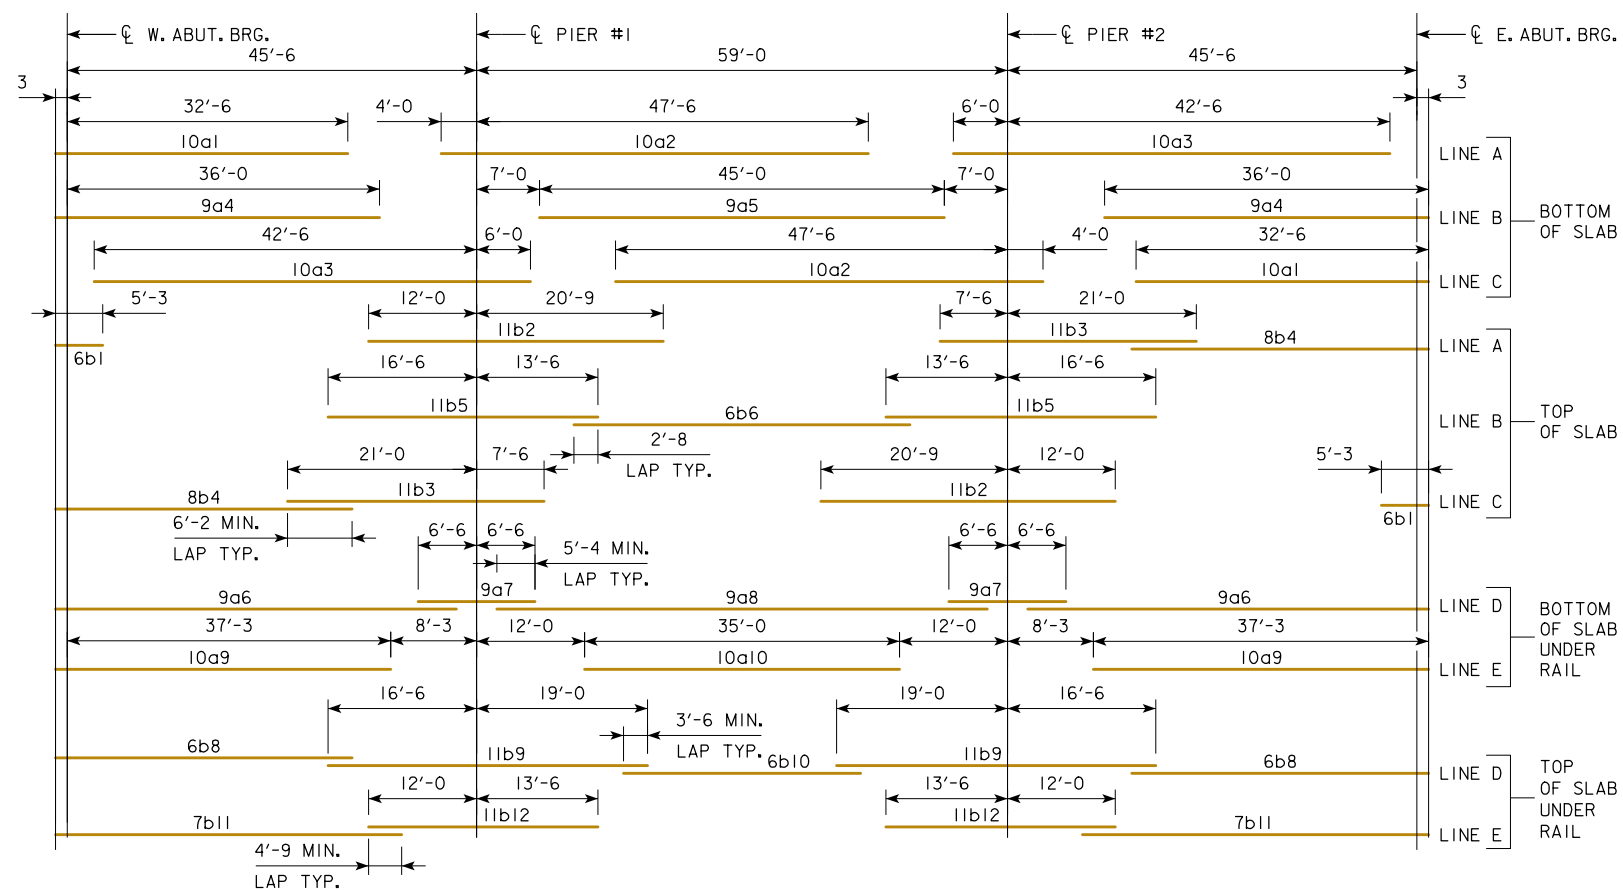 ℄ W. ABUT. BRG.
℄ PIER #1
℄ PIER #2
℄ E. ABUT. BRG.
45'-6
59'-0
45'-6
3
3
32'-6
4'-0
47'-6
6'-0
42'-6
10a1
10a2
10a3
LINE A
36'-0
7'-0
45'-0
7'-0
36'-0
9a4
9a5
9a4
LINE B
BOTTOM
OF SLAB
42'-6
6'-0
47'-6
4'-0
32'-6
10a3
10a2
10a1
LINE C
5'-3
12'-0
20'-9
7'-6
21'-0
11b2
11b3
8b4
LINE A
6b1
16'-6
13'-6
13'-6
16'-6
11b5
6b6
11b5
LINE B
TOP
OF SLAB
2'-8
LAP TYP.
21'-0
7'-6
20'-9
12'-0
5'-3
8b4
11b3
11b2
LINE C
6b1
6'-2 MIN.
LAP TYP.
6'-6
6'-6
6'-6
6'-6
5'-4 MIN.
LAP TYP.
9a6
9a7
9a8
9a7
9a6
LINE D
BOTTOM
OF SLAB
UNDER
RAIL
37'-3
8'-3
12'-0
35'-0
12'-0
8'-3
37'-3
10a9
10a10
10a9
LINE E
16'-6
19'-0
19'-0
16'-6
3'-6 MIN.
LAP TYP.
6b8
11b9
6b10
11b9
6b8
LINE D
TOP
OF SLAB
UNDER
RAIL
12'-0
13'-6
13'-6
12'-0
7b11
11b12
11b12
7b11
LINE E
4'-9 MIN.
LAP TYP.